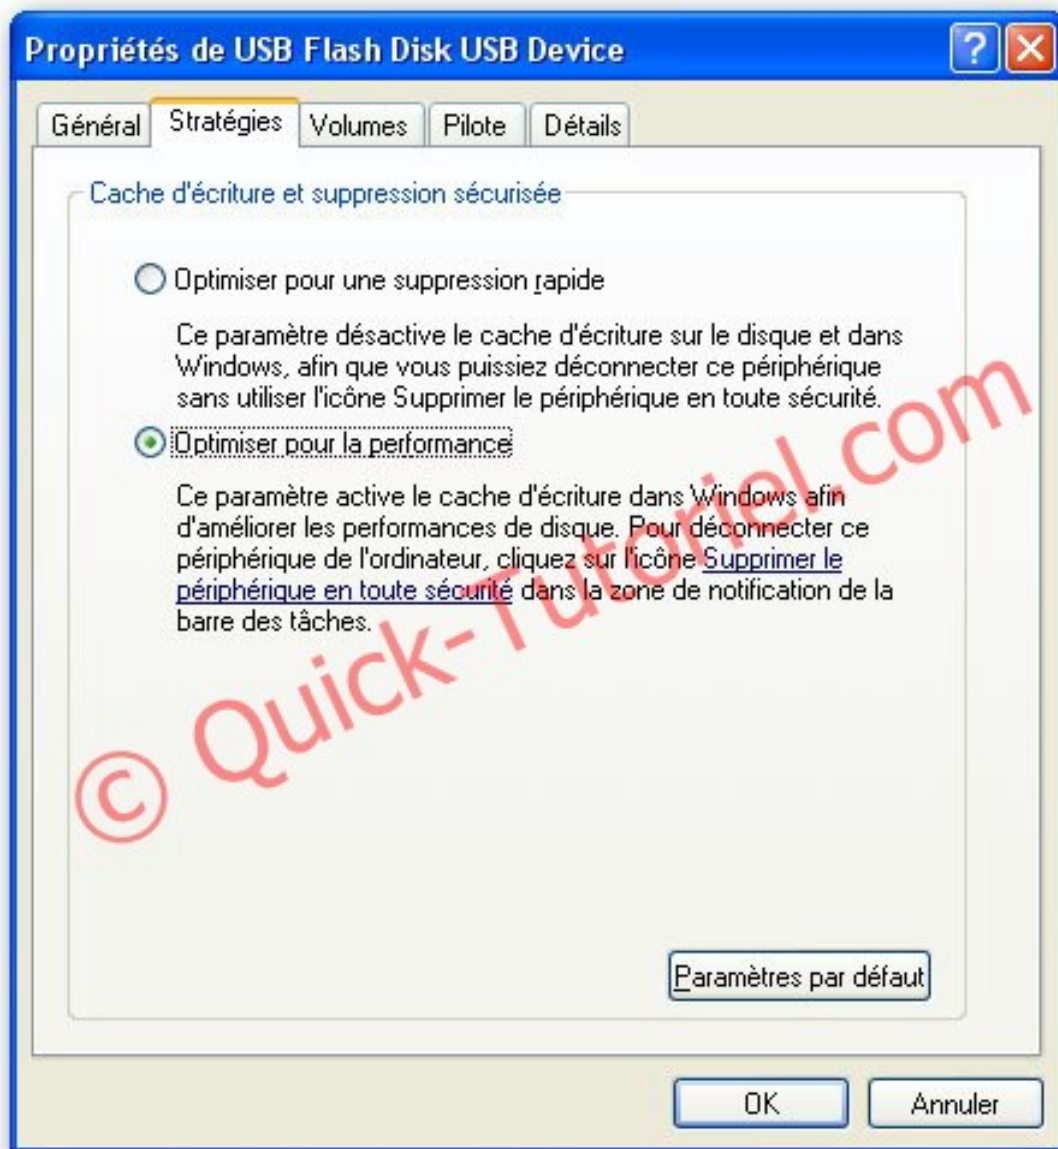 Propriétés de USB Flash Disk USB Device
Général Stratégies Volumes Pilote Détails
Cache d'écriture et suppression sécurisée
Optimiser pour une suppression rapide
Ce paramètre désactive le cache d'écriture sur le disque et dans
Windows, afin que vous puissiez déconnecter ce périphérique
sans utiliser l'icône Supprimer le périphérique en toute sécurité.
Optimiser pour la performance
Ce paramètre active le cache d'écriture dans Windows afin
d'améliorer les performances de disque. Pour déconnecter ce
périphérique de l'ordinateur, cliquez sur l'icône Supprimer le
périphérique en toute sécurité dans la zone de notification de la
barre des tâches.
© Quick-Tutoriel.com
Paramètres par défaut
OK Annuler